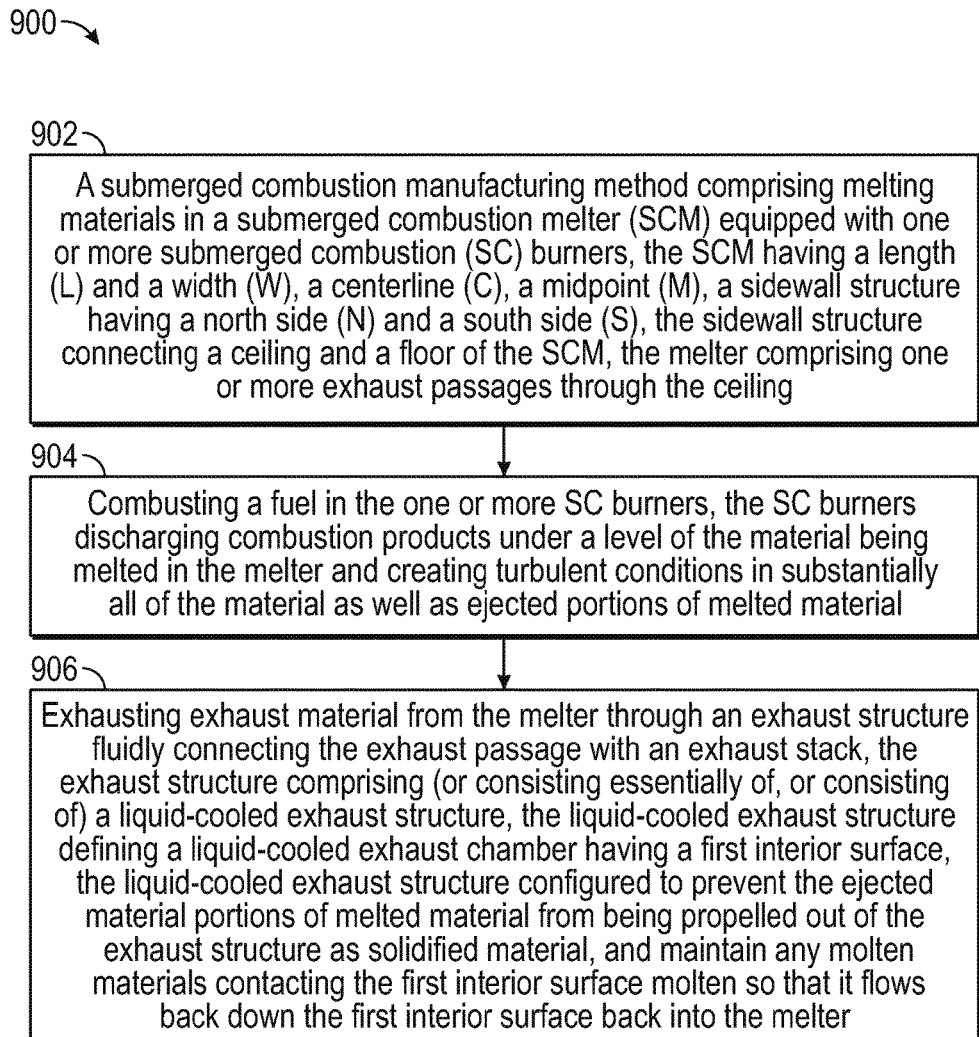 900
902
A submerged combustion manufacturing method comprising melting
materials in a submerged combustion melter (SCM) equipped with one
or more submerged combustion (SC) burners, the SCM having a length
(L) and a width (W), a centerline (C), a midpoint (M), a sidewall structure
having a north side (N) and a south side (S), the sidewall structure
connecting a ceiling and a floor of the SCM, the melter comprising one
or more exhaust passages through the ceiling
904
Combusting a fuel in the one or more SC burners, the SC burners
discharging combustion products under a level of the material being
melted in the melter and creating turbulent conditions in substantially
all of the material as well as ejected portions of melted material
906
Exhausting exhaust material from the melter through an exhaust structure
fluidly connecting the exhaust passage with an exhaust stack, the
exhaust structure comprising (or consisting essentially of, or consisting
of) a liquid-cooled exhaust structure, the liquid-cooled exhaust structure
defining a liquid-cooled exhaust chamber having a first interior surface,
the liquid-cooled exhaust structure configured to prevent the ejected
material portions of melted material from being propelled out of the
exhaust structure as solidified material, and maintain any molten
materials contacting the first interior surface molten so that it flows
back down the first interior surface back into the melter